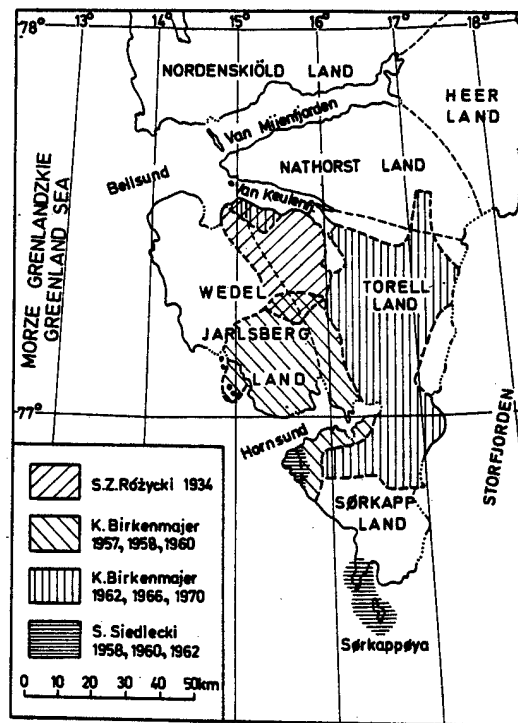 78°
13°
14°
15°
16°
17°
18°
NORDENSKIÖLD LAND
HEER
LAND
Van Mijenfjorden
NATHORST LAND
Bellsund
Van Keulenfj.
MORZE GRENLANDZKIE
GREENLAND SEA
WEDEL
JARLSBERG
LAND
TORELL
LAND
77°
Hornsund
STORFJORDEN
SØRKAPP
LAND
Sørkappøya
S.Z.Różycki 1934
K.Birkenmajer
1957, 1958, 1960
K.Birkenmajer
1962, 1966, 1970
S. Siedlecki
1958, 1960, 1962
0 10 20 30 40 50km